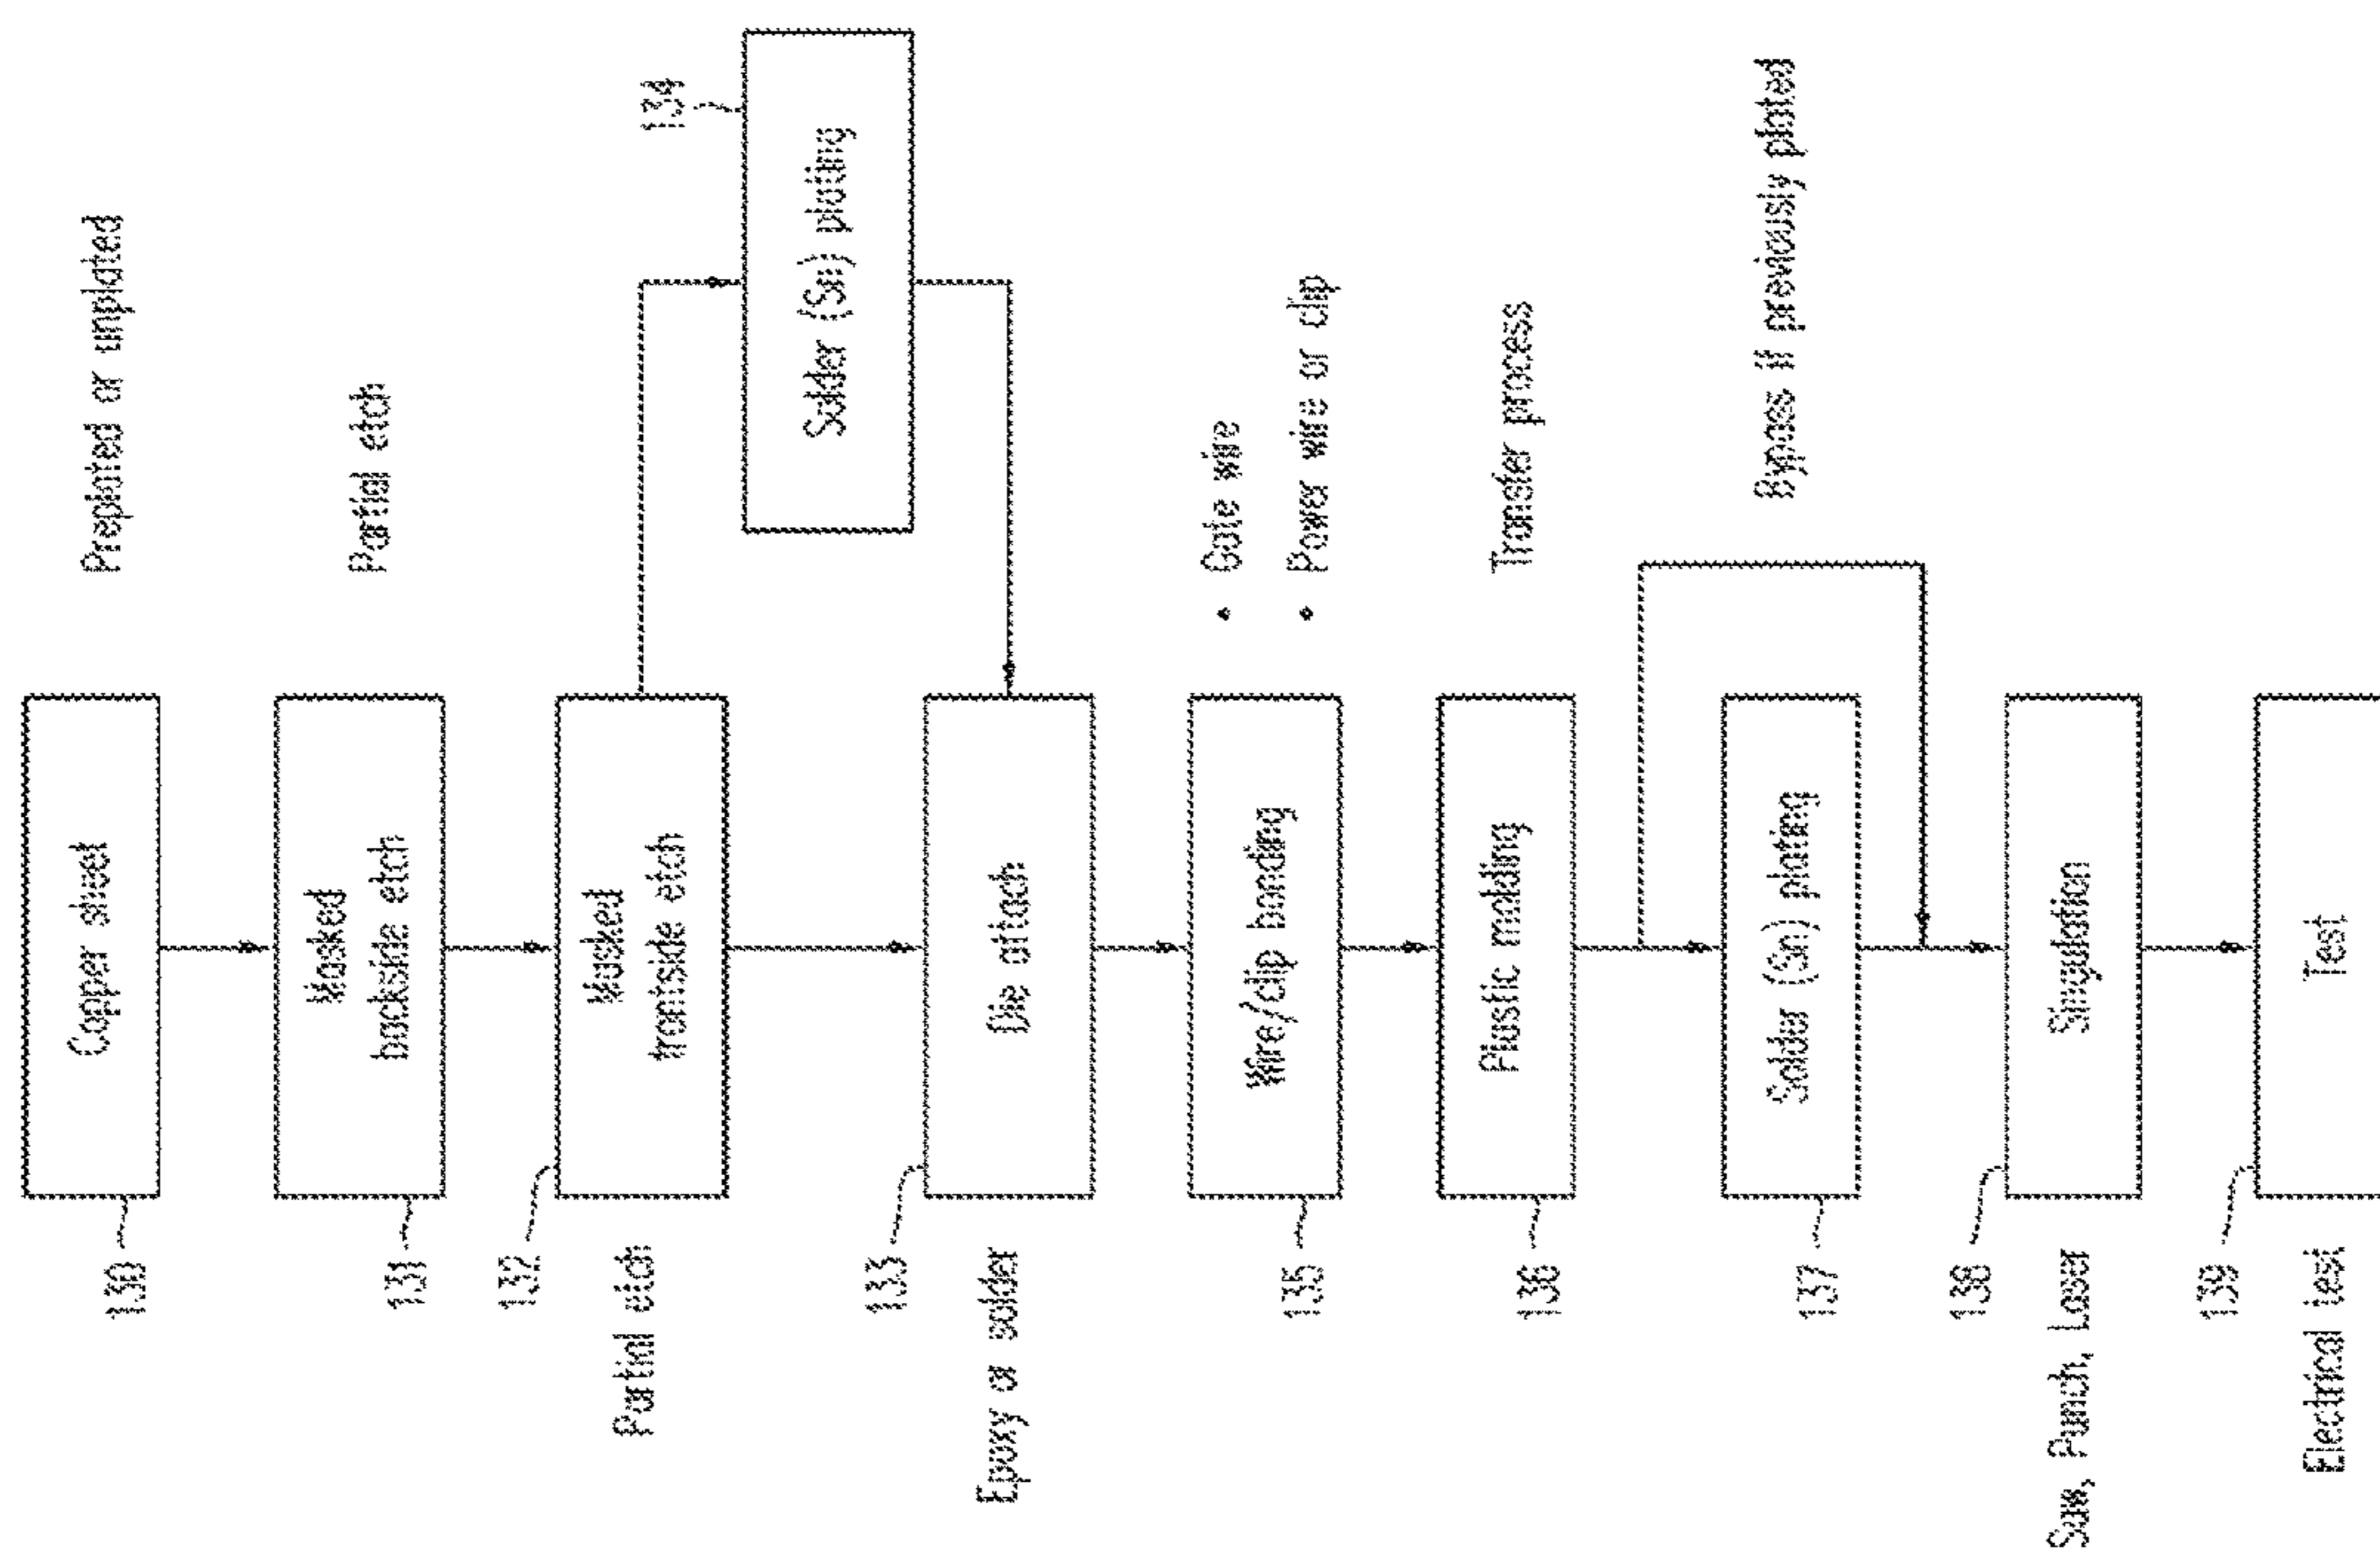 130
Copper sheet
Preplated or unplated
131
Masked
backside etch
Partial etch
132
Partial etch
Masked
frontside etch
134
Solder (Sn) plating
133
Epoxy or solder
Die attach
135
Wire/clip bonding
• Gate wire
• Power wire or clip
136
Plastic molding
Transfer process
137
Solder (Sn) plating
Bypass if previously plated
138
Saw, Punch, Laser
Singulation
139
Electrical test
Test